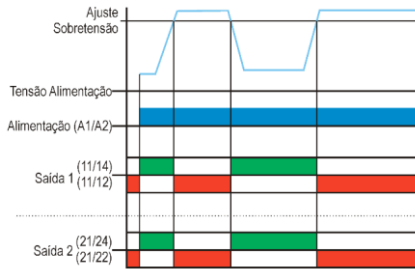 Ajuste
Sobretensão
Tensão Alimentação
Alimentação (A1/A2)
Saída 1 (11/14)
(11/12)
Saída 2 (21/24)
(21/22)